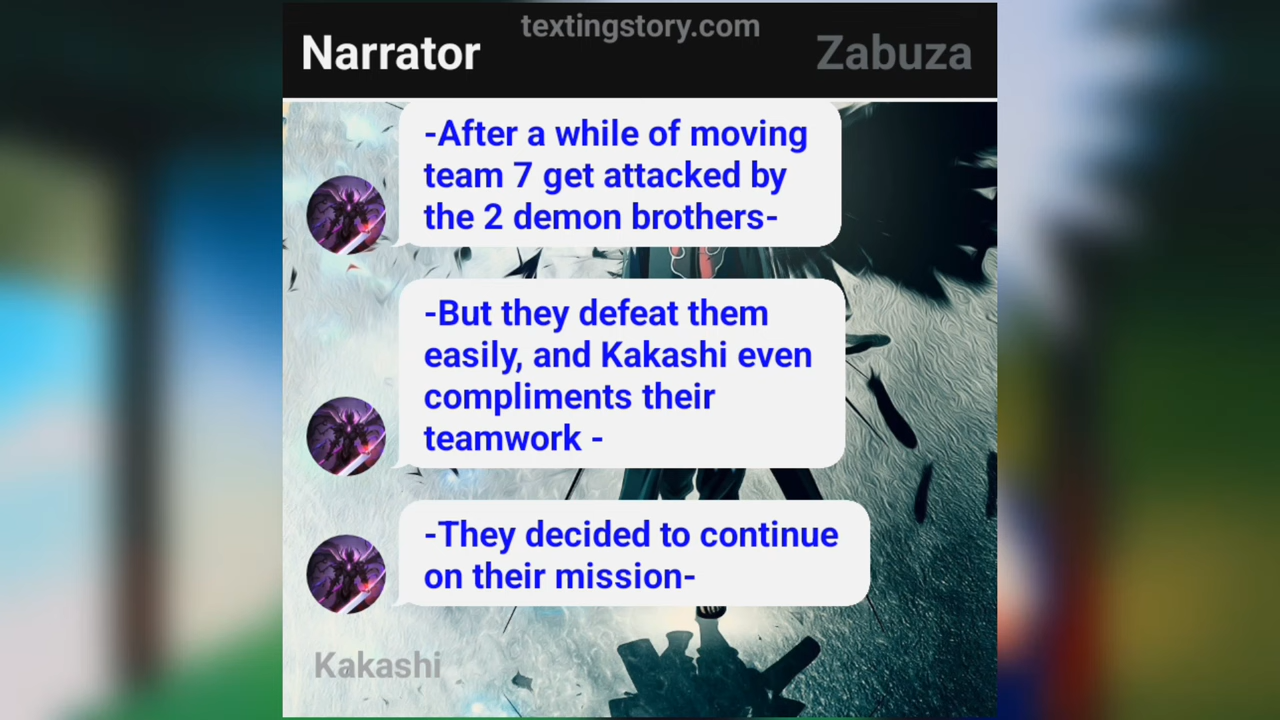 textingstory.com
Narrator
Zabuza
-After a while of moving
team 7 get attacked by
the 2 demon brothers-
-But they defeat them
easily, and Kakashi even
compliments their
teamwork -
-They decided to continue
on their mission-
Kakashi